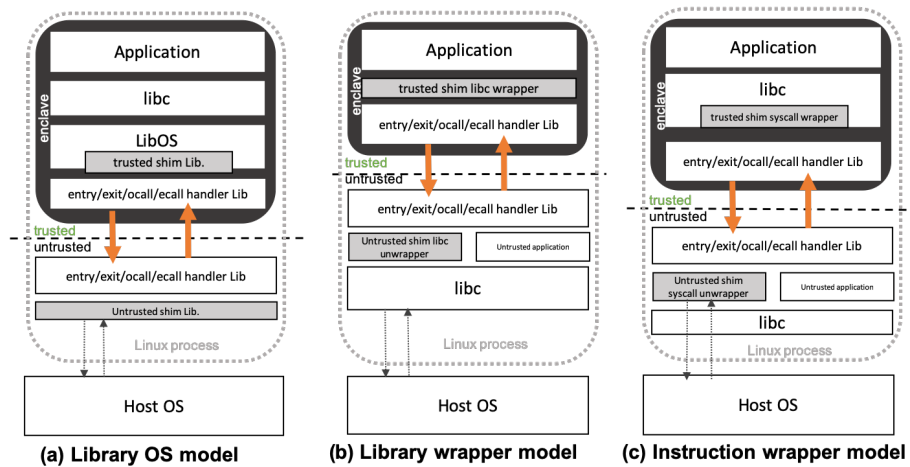 Application
libc
LibOS
trusted shim Lib.
entry/exit/ocall/ecall handler Lib
enclave
trusted
untrusted
entry/exit/ocall/ecall handler Lib
Untrusted shim Lib.
Linux process
Host OS
(a) Library OS model
Application
trusted shim libc wrapper
entry/exit/ocall/ecall handler Lib
enclave
trusted
untrusted
entry/exit/ocall/ecall handler Lib
Untrusted shim libc
unwrapper
Untrusted application
libc
Linux process
Host OS
(b) Library wrapper model
Application
libc
trusted shim syscall wrapper
entry/exit/ocall/ecall handler Lib
enclave
trusted
untrusted
entry/exit/ocall/ecall handler Lib
Untrusted shim
syscall unwrapper
Untrusted application
libc
Linux process
Host OS
(c) Instruction wrapper model